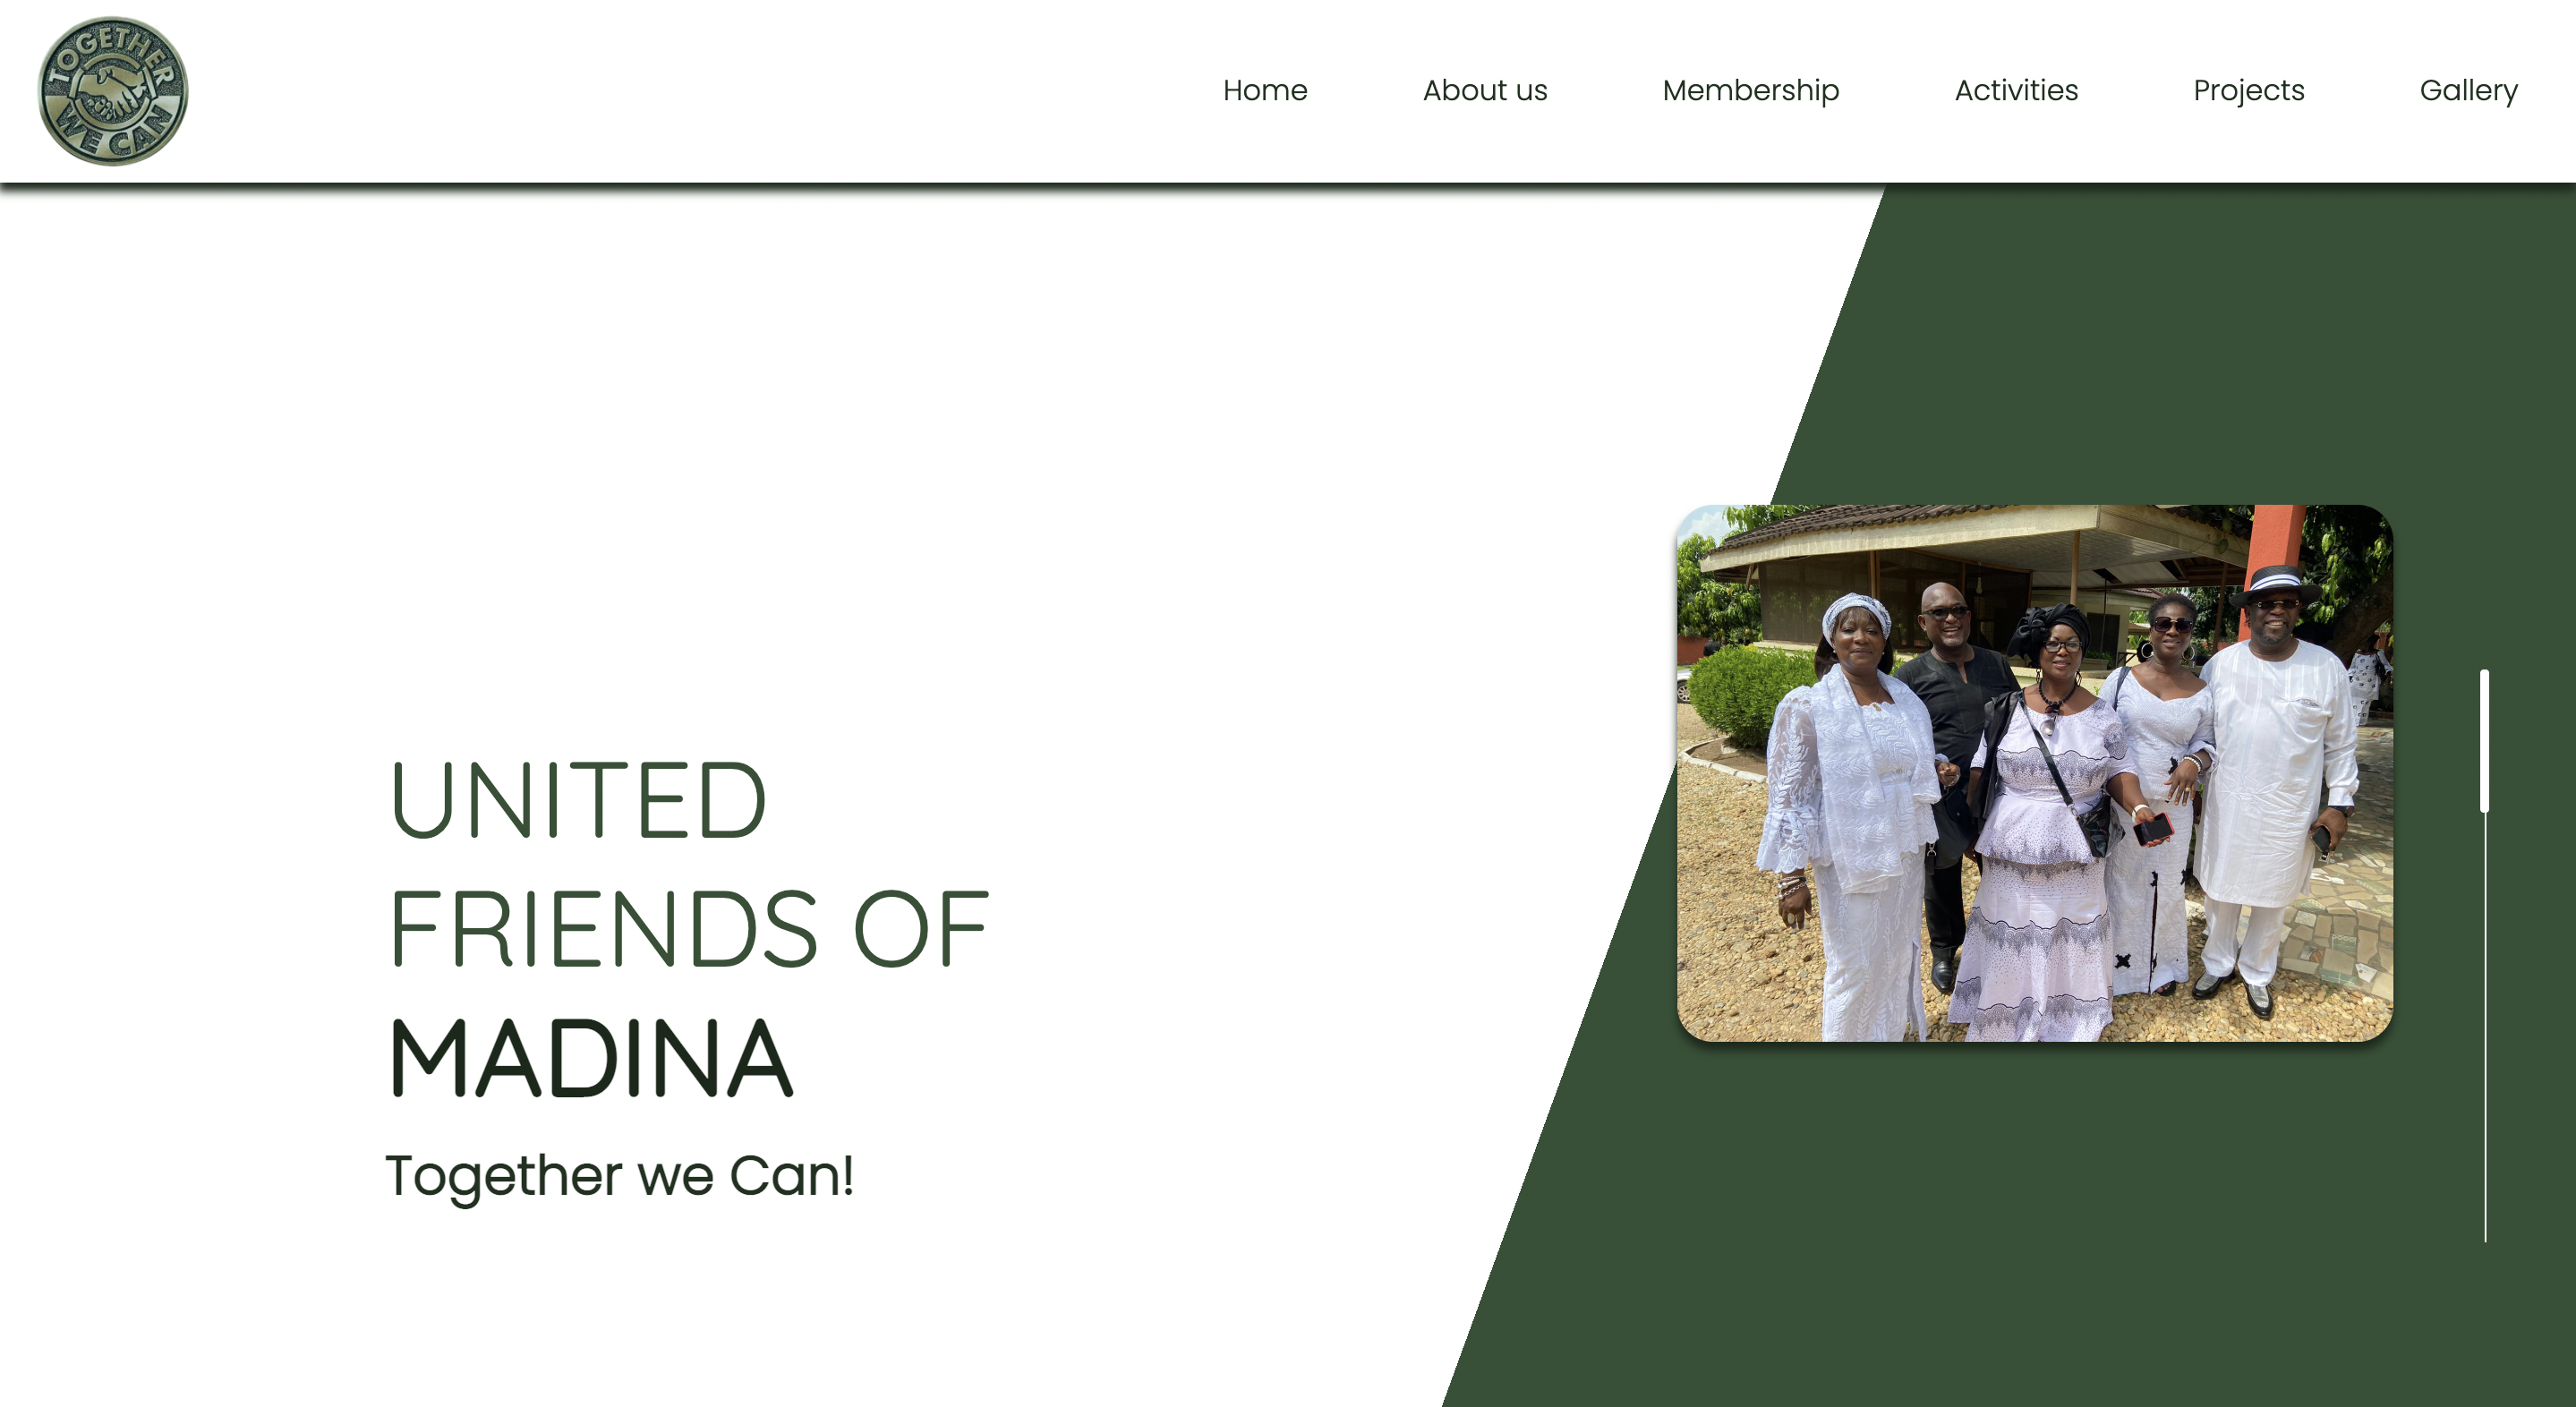 TOGETHER
WE CAN
Home About us Membership Activities Projects Gallery
UNITED
FRIENDS OF
MADINA
Together we Can!